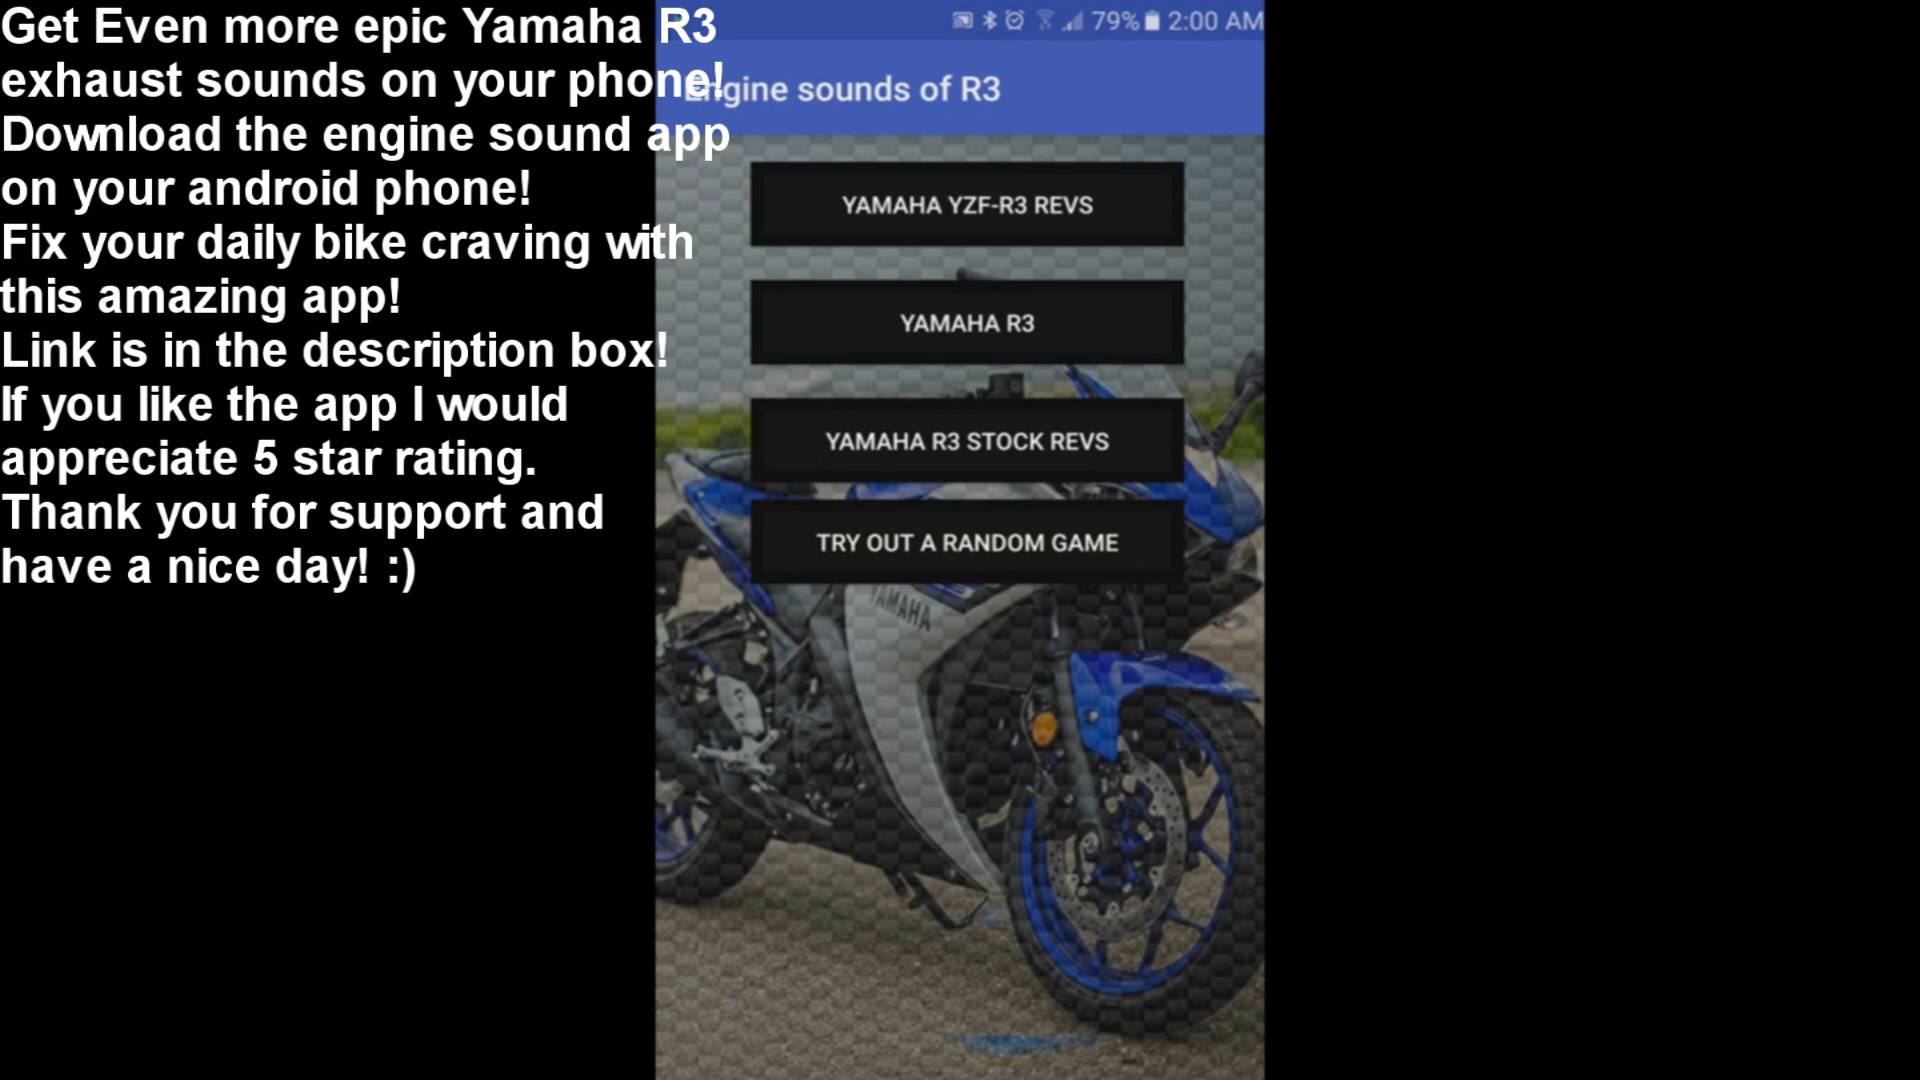 Get Even more epic Yamaha R3
exhaust sounds on your phone!
Download the engine sound app
on your android phone!
Fix your daily bike craving with
this amazing app!
Link is in the description box!
If you like the app I would
appreciate 5 star rating.
Thank you for support and
have a nice day! :)
79% 2:00 AM
Engine sounds of R3
YAMAHA YZF-R3 REVS
YAMAHA R3
YAMAHA R3 STOCK REVS
TRY OUT A RANDOM GAME
YAMAHA